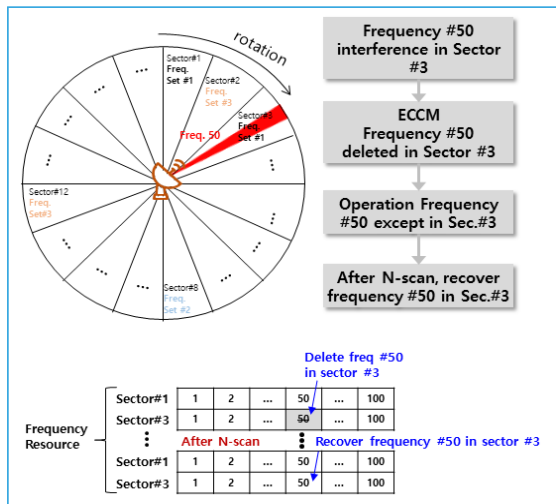 rotation
Sector#1
Freq.
Set #1
...
...
Sector#2
Freq.
Set #3
Sector#3
Freq.
Set #1
Freq. 50
...
...
Sector#12
Freq.
Set#3
...
...
...
...
...
Sector#8
Freq.
Set #2
Frequency #50
interference in Sector
#3
ECCM
Frequency #50
deleted in Sector #3
Operation Frequency
#50 except in Sec.#3
After N-scan, recover
frequency #50 in Sec.#3
Delete freq #50
in sector #3
Frequency
Resource
Sector#1 1 2 ... 50 ... 100
Sector#3 1 2 ... 50 ... 100
⋮ After N-scan ⋮ Recover frequency #50 in sector #3
Sector#1 1 2 ... 50 ... 100
Sector#3 1 2 ... 50 ... 100